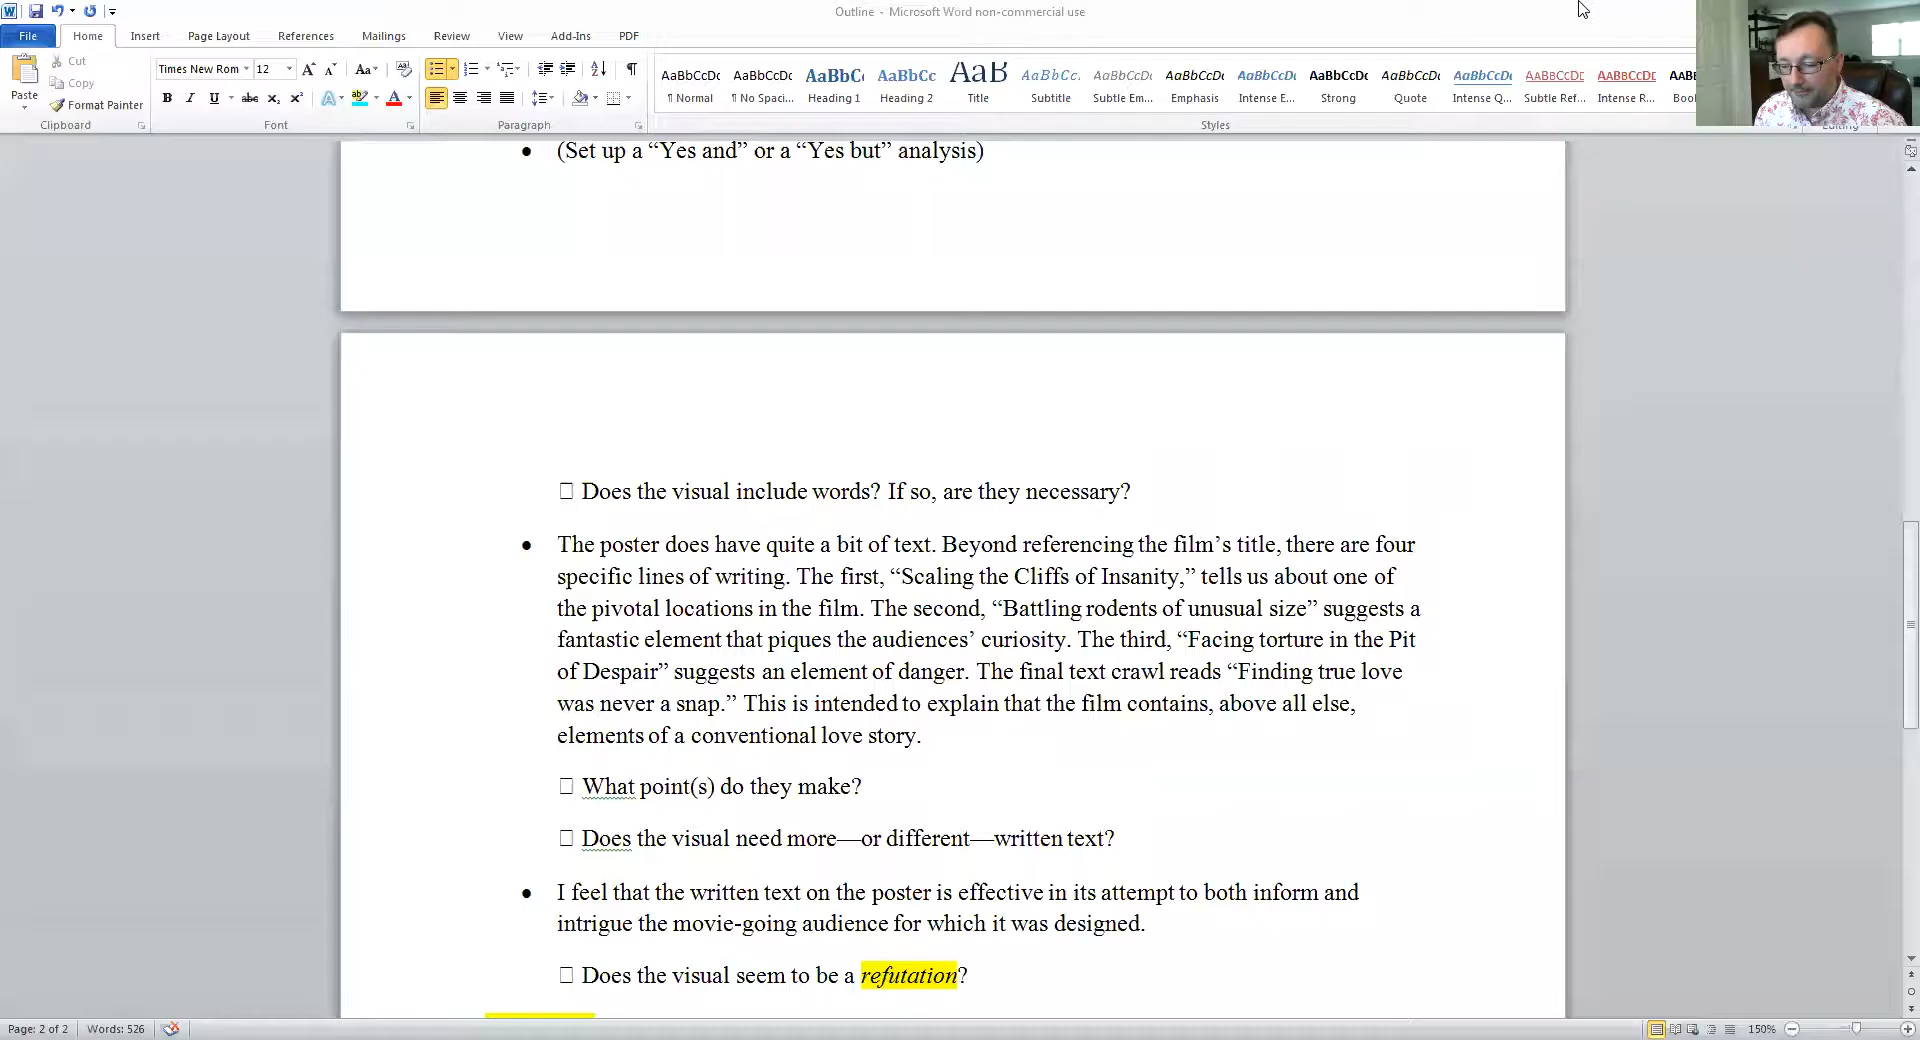 Outline - Microsoft Word non-commercial use
File Home Insert Page Layout References Mailings Review View Add-Ins PDF
Paste
Cut
Copy
Format Painter
Clipboard
Times New Rom 12
Font
Paragraph
AaBbCcDc AaBbCcDc AaBbC AaBbCc AaB AaBbCc. AaBbCcDc AaBbCcDc AaBbCcDc AaBbCcDc AaBbCcDc AaBbCcDc AABBCCDC AABBCCDC AABB
¶ Normal ¶ No Spaci... Heading 1 Heading 2 Title Subtitle Subtle Em... Emphasis Intense E... Strong Quote Intense Q... Subtle Ref... Intense R... Boo
Styles
Editing
• (Set up a “Yes and” or a “Yes but” analysis)
□ Does the visual include words? If so, are they necessary?
• The poster does have quite a bit of text. Beyond referencing the film’s title, there are four
specific lines of writing. The first, “Scaling the Cliffs of Insanity,” tells us about one of
the pivotal locations in the film. The second, “Battling rodents of unusual size” suggests a
fantastic element that piques the audiences’ curiosity. The third, “Facing torture in the Pit
of Despair” suggests an element of danger. The final text crawl reads “Finding true love
was never a snap.” This is intended to explain that the film contains, above all else,
elements of a conventional love story.
□ What point(s) do they make?
□ Does the visual need more—or different—written text?
• I feel that the written text on the poster is effective in its attempt to both inform and
intrigue the movie-going audience for which it was designed.
□ Does the visual seem to be a refutation?
Page: 2 of 2 Words: 526
150%